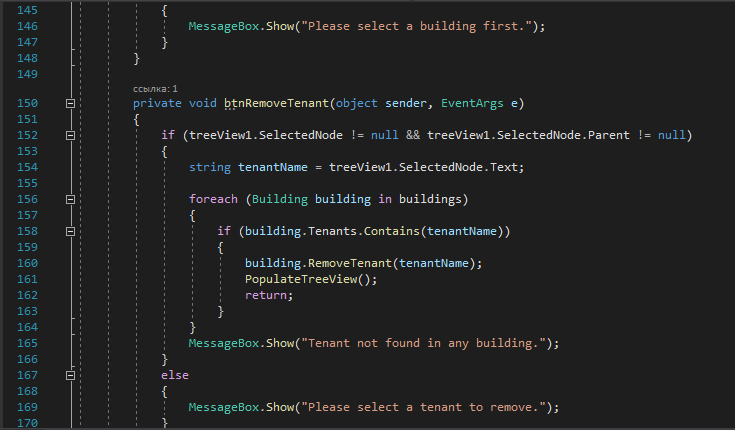 145 {
146 MessageBox.Show("Please select a building first.");
147 }
148 }
149
ссылка: 1
150 private void btnRemoveTenant(object sender, EventArgs e)
151 {
152 if (treeView1.SelectedNode != null && treeView1.SelectedNode.Parent != null)
153 {
154 string tenantName = treeView1.SelectedNode.Text;
155
156 foreach (Building building in buildings)
157 {
158 if (building.Tenants.Contains(tenantName))
159 {
160 building.RemoveTenant(tenantName);
161 PopulateTreeView();
162 return;
163 }
164 }
165 MessageBox.Show("Tenant not found in any building.");
166 }
167 else
168 {
169 MessageBox.Show("Please select a tenant to remove.");
170 }